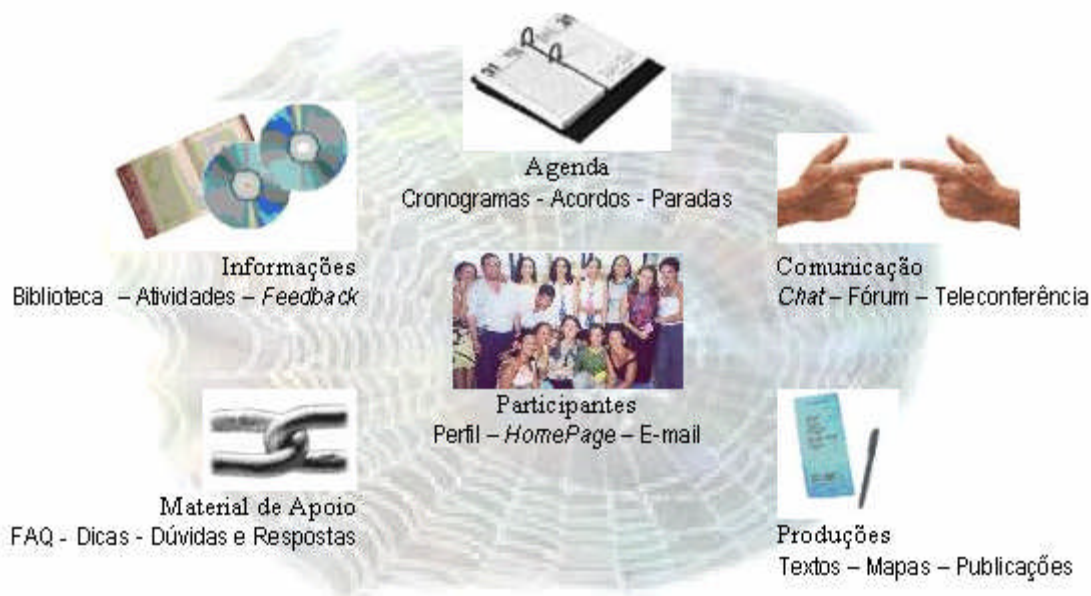 Agenda
Cronogramas - Acordos - Paradas
Informações
Biblioteca – Atividades – Feedback
Comunicação
Chat – Fórum – Teleconferência
Participantes
Perfil – HomePage – E-mail
Material de Apoio
FAQ - Dicas - Dúvidas e Respostas
Produções
Textos – Mapas – Publicações